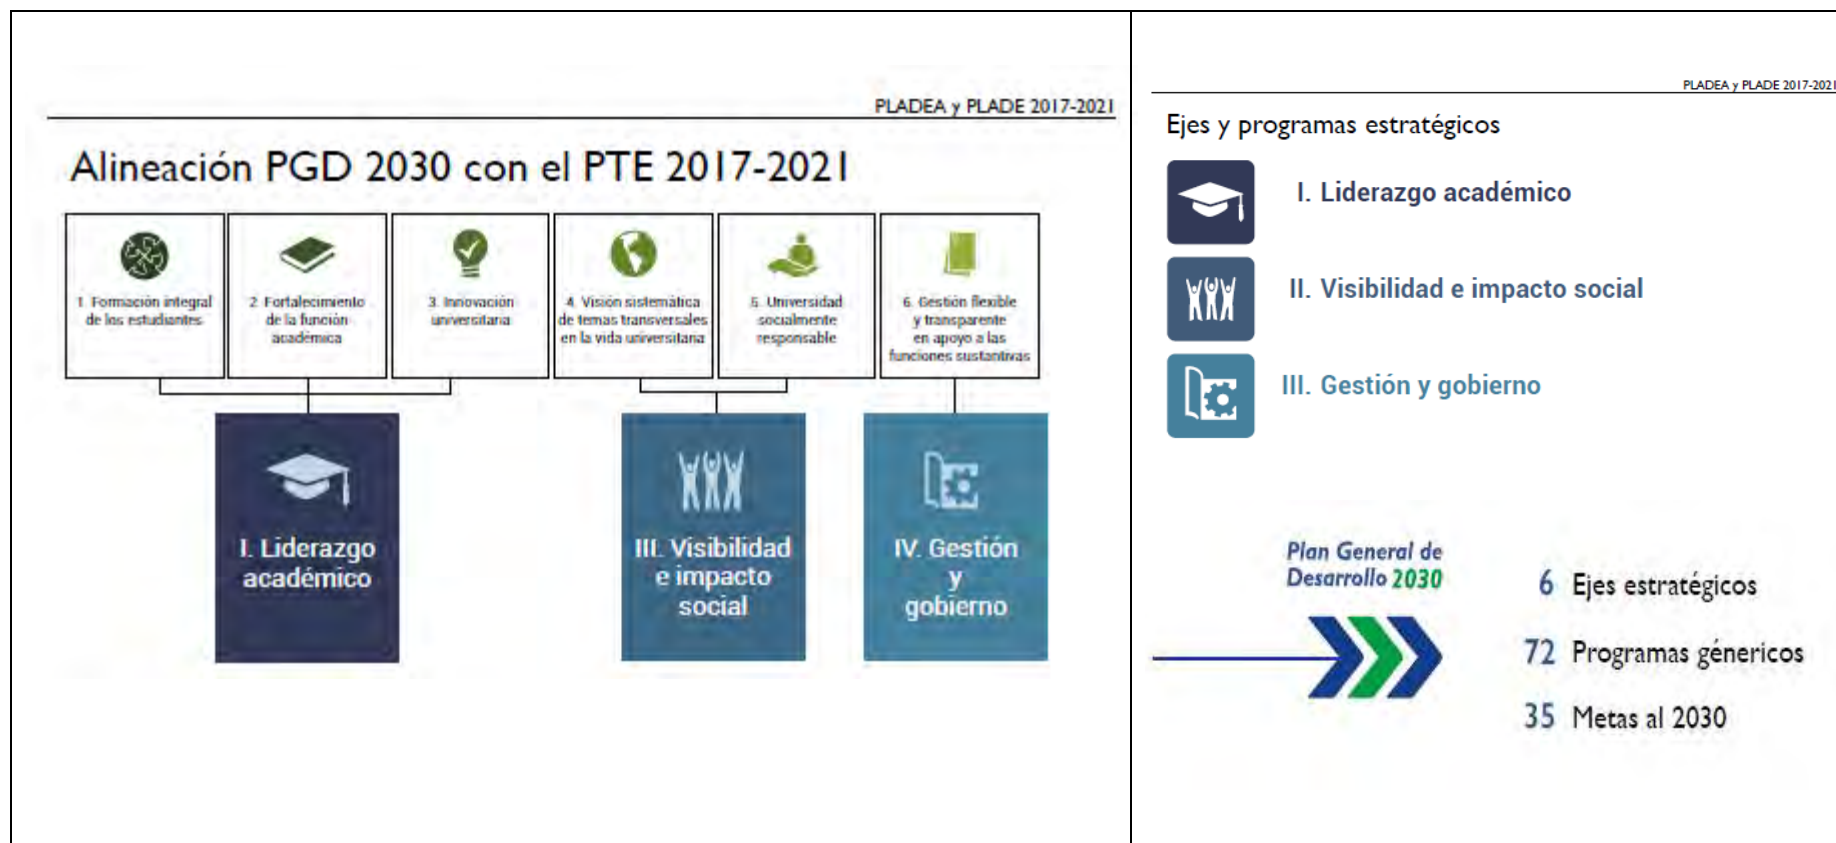 PLADEA y PLADE 2017-2021
Alineación PGD 2030 con el PTE 2017-2021
1. Formación integral
de los estudiantes
2. Fortalecimiento
de la función
académica
3. Innovación
universitaria
4. Visión sistemática
de temas transversales
en la vida universitaria
5. Universidad
socialmente
responsable
6. Gestión flexible
y transparente
en apoyo a las
funciones sustantivas
I. Liderazgo
académico
III. Visibilidad
e impacto
social
IV. Gestión
y
gobierno
PLADEA y PLADE 2017-2021
Ejes y programas estratégicos
I. Liderazgo académico
II. Visibilidad e impacto social
III. Gestión y gobierno
Plan General de
Desarrollo 2030
6 Ejes estratégicos
72 Programas génericos
35 Metas al 2030